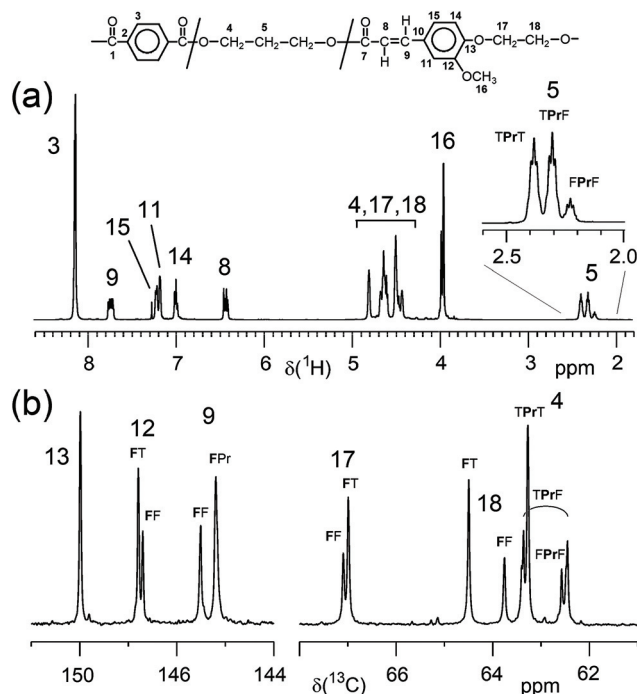 O 3 O 4 5 O 8 H 15 14 17 18
C 2 C O CH₂ CH₂ CH₂ O C C C 10 13 O CH₂ CH₂ O
1 7 H 9 11 12
OCH₃
16
(a)
3
9
15
11
14
8
4,17,18
16
5
TPrT
TPrF
FPrF
2.5 2.0
5
8 7 6 5 4 3 2
δ(¹H) ppm
(b)
13
12
FT
FF
9
FF
FPr
17
FT
FF
FT
18
FF
4
TPrT
TPrF
FPrF
150 148 146 144
66 64 62
δ(¹³C) ppm